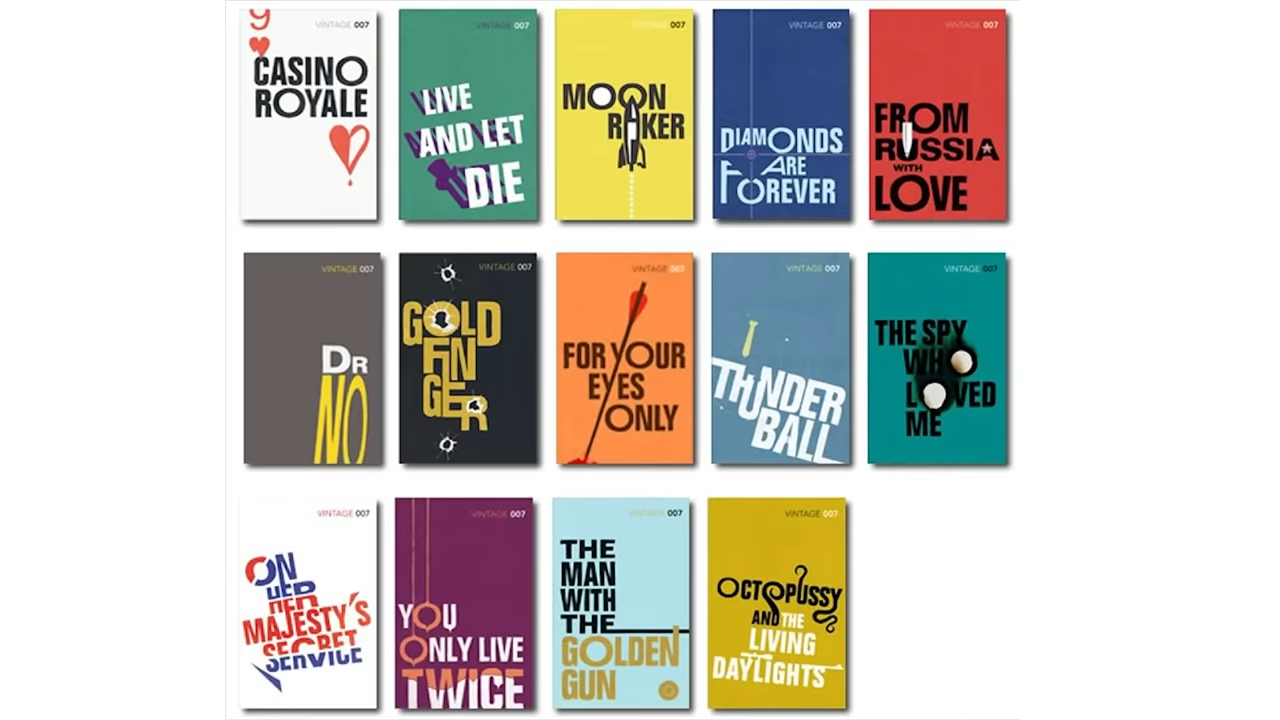 9
VINTAGE 007
CASINO
ROYALE
VINTAGE 007
LIVE
AND LET
DIE
VINTAGE 007
MOON
RAKER
VINTAGE 007
DIAMONDS
ARE
FOREVER
VINTAGE 007
FROM
RUSSIA
WITH
LOVE
VINTAGE 007
DR
NO
VINTAGE 007
GOLD
FIN
GER
VINTAGE 007
FOR YOUR
EYES
ONLY
VINTAGE 007
THUNDER
BALL
VINTAGE 007
THE SPY
WHO
LOVED
ME
VINTAGE 007
ON
HER
MAJESTY'S
SECRET
SERVICE
VINTAGE 007
YOU
ONLY LIVE
TWICE
VINTAGE 007
THE
MAN
WITH
THE
GOLDEN
GUN
VINTAGE 007
OCTOPUSSY
AND THE
LIVING
DAYLIGHTS